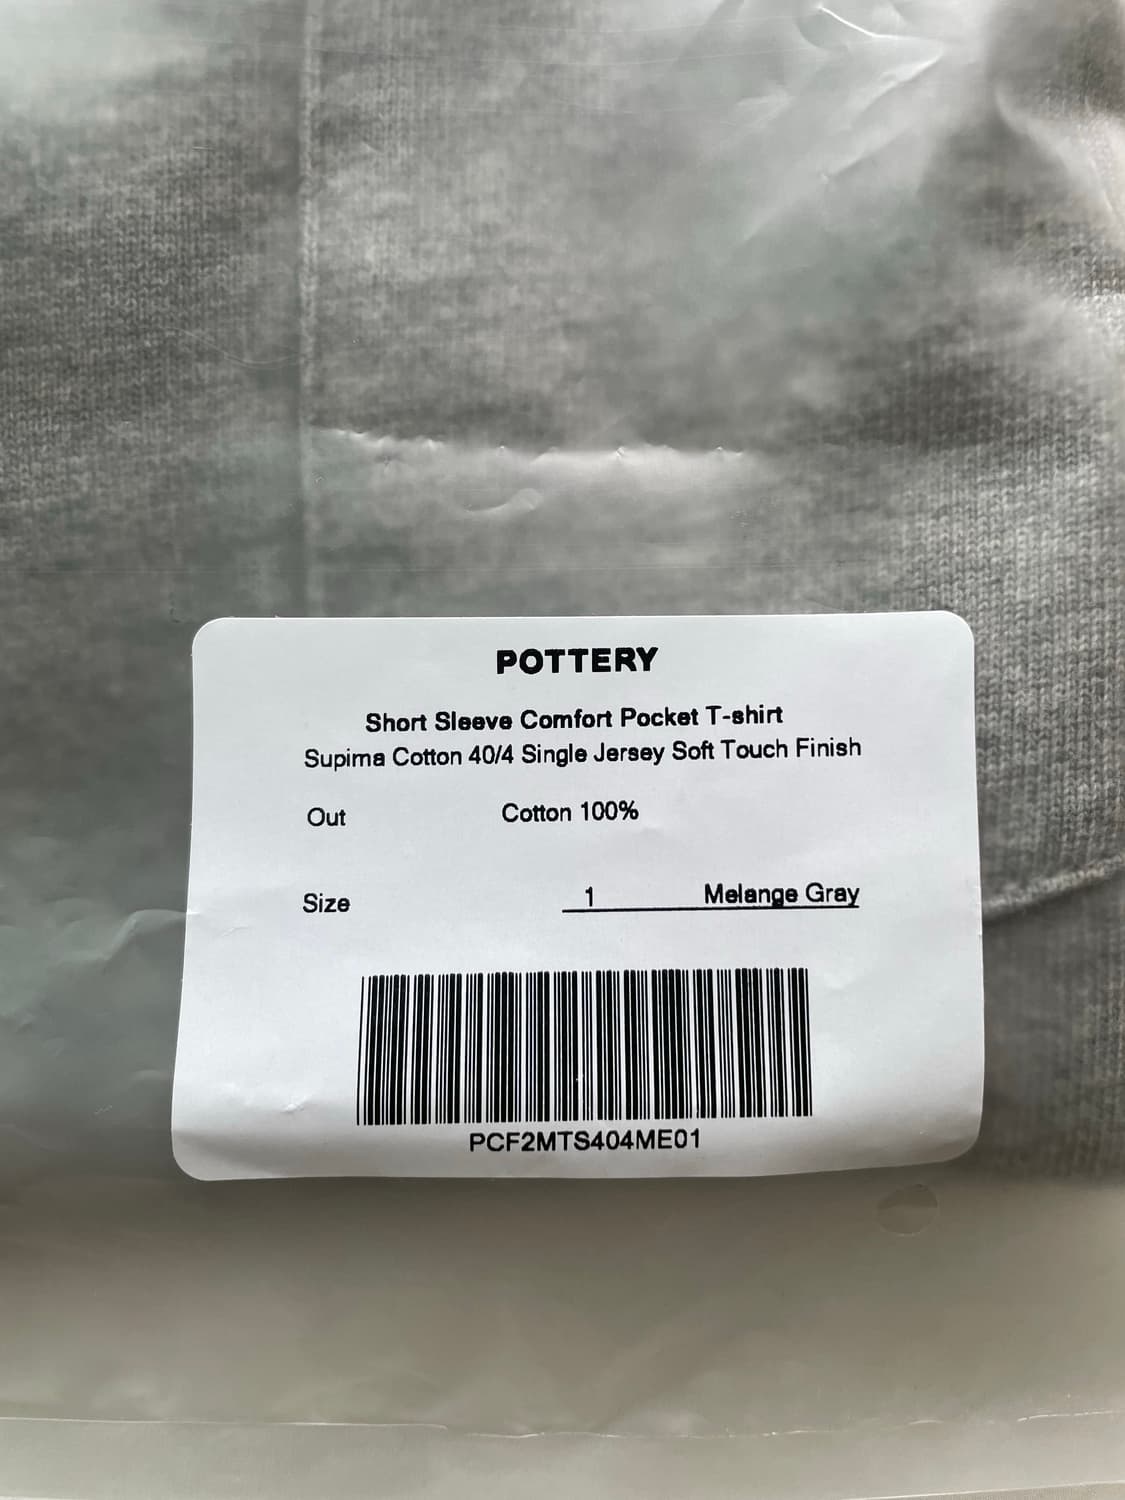 POTTERY
Short Sleeve Comfort Pocket T-shirt
Supima Cotton 40/4 Single Jersey Soft Touch Finish
Out Cotton 100%
Size 1 Melange Gray
PCF2MTS404ME01